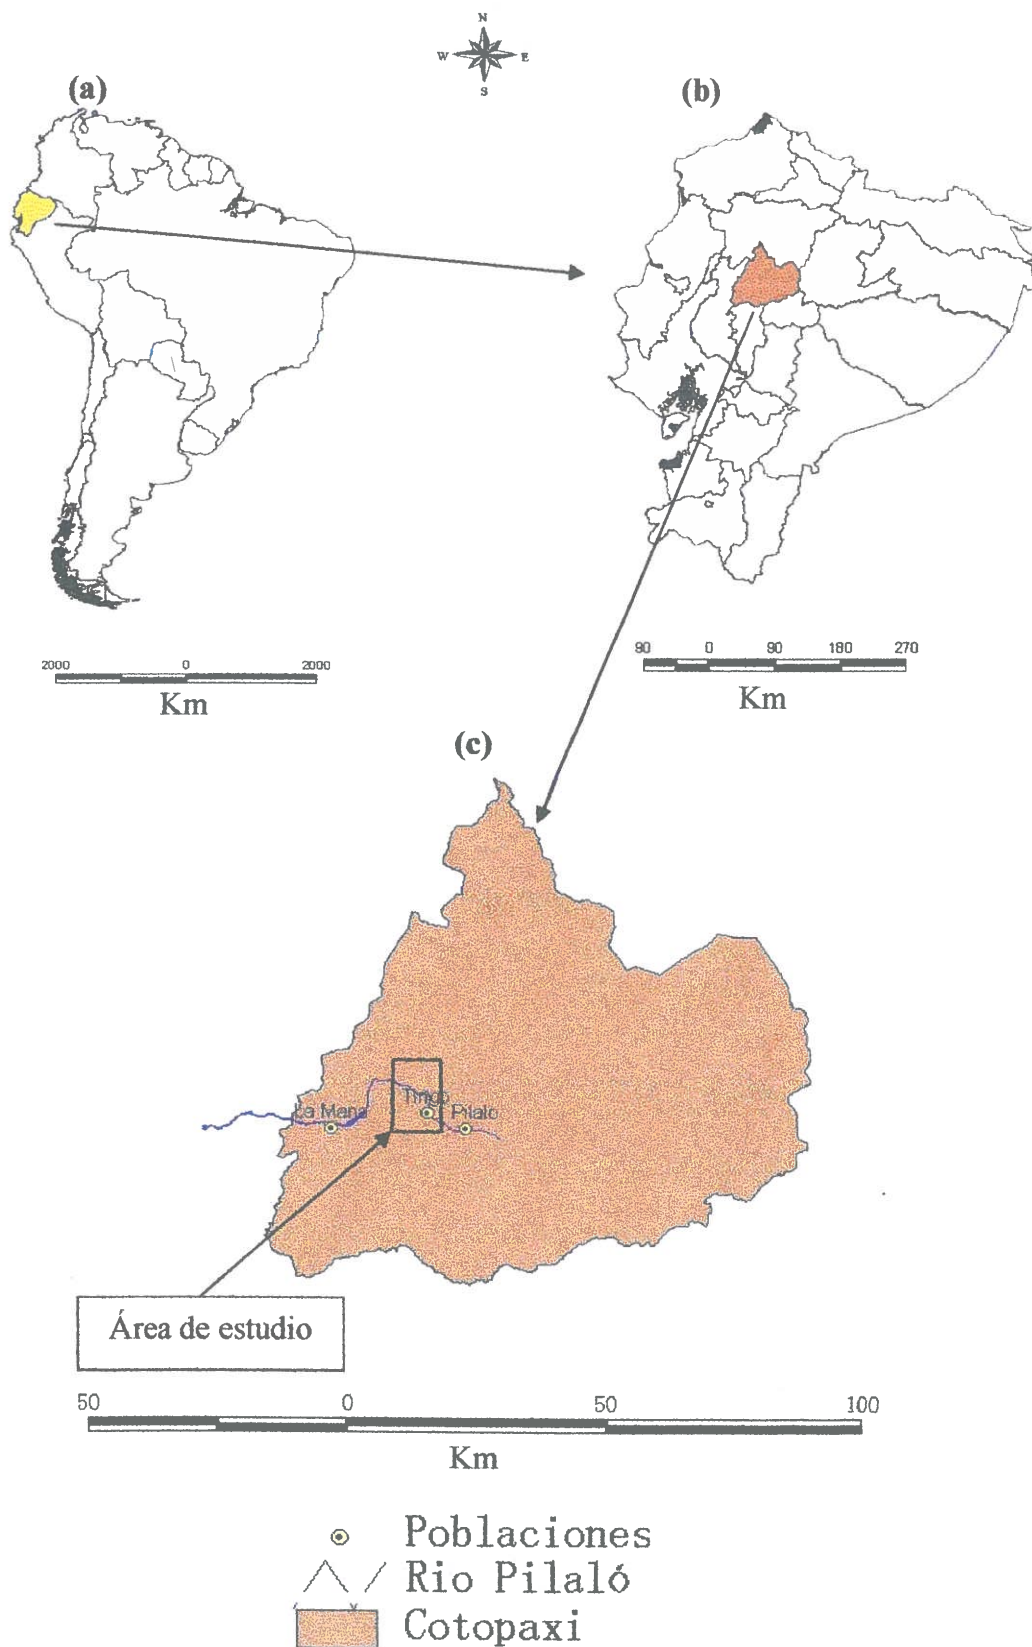 N
W E
S
(a)
(b)
2000 0 2000
Km
90 0 90 180 270
Km
(c)
La Mana
Tingo
Pilalo
Área de estudio
50 0 50 100
Km
Poblaciones
Rio Pilaló
Cotopaxi